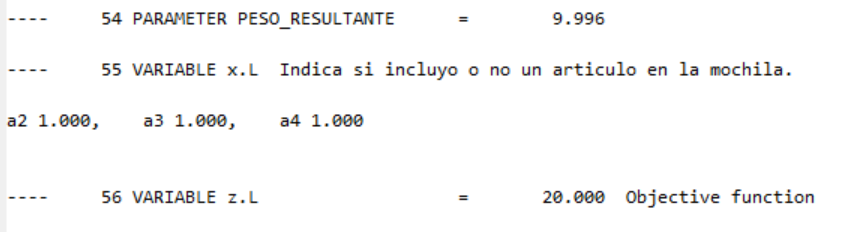 ---- 54 PARAMETER PESO_RESULTANTE = 9.996
---- 55 VARIABLE x.L Indica si incluyo o no un articulo en la mochila.
a2 1.000, a3 1.000, a4 1.000
---- 56 VARIABLE z.L = 20.000 Objective function